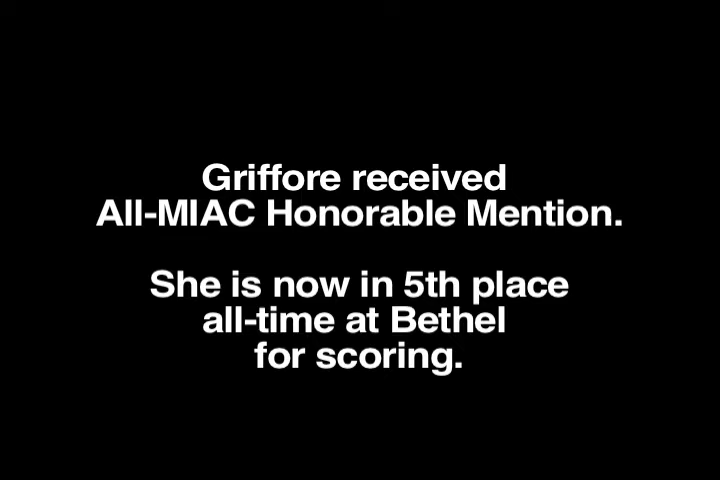 Griffore received
All-MIAC Honorable Mention.
She is now in 5th place
all-time at Bethel
for scoring.